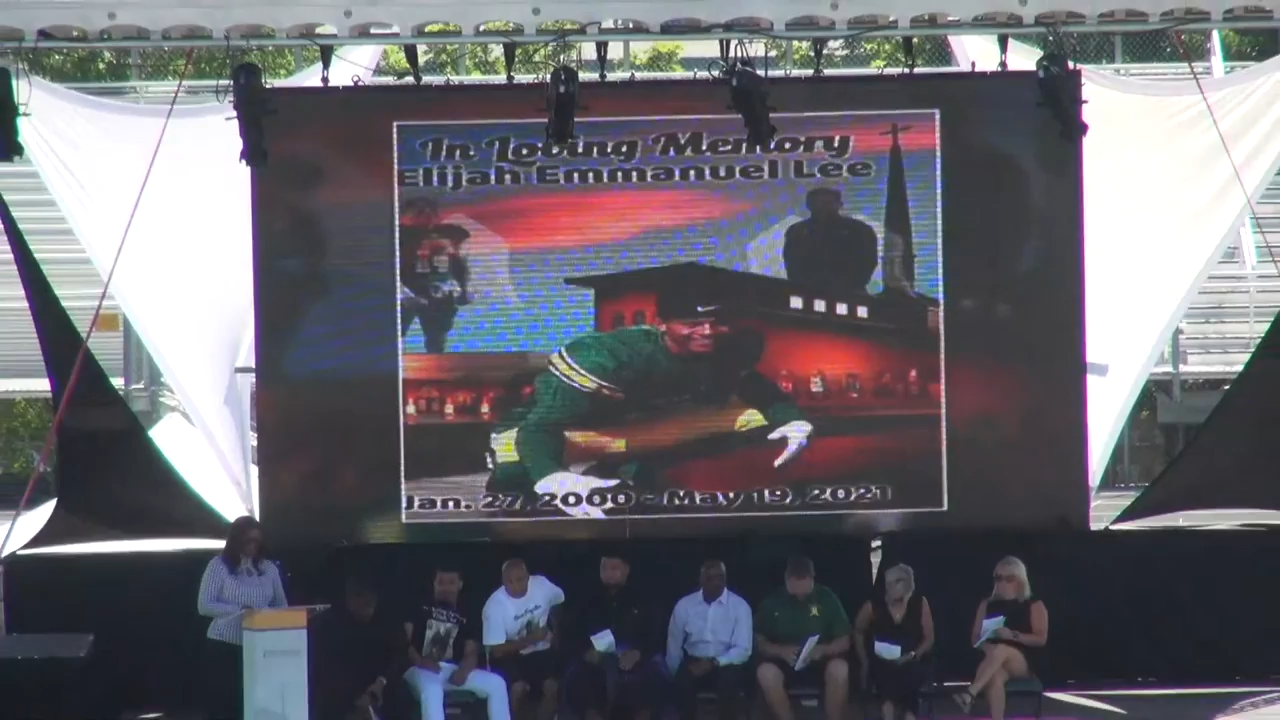 In Loving Memory
Elijah Emmanuel Lee
Jan. 27, 2000 - May 19, 2021